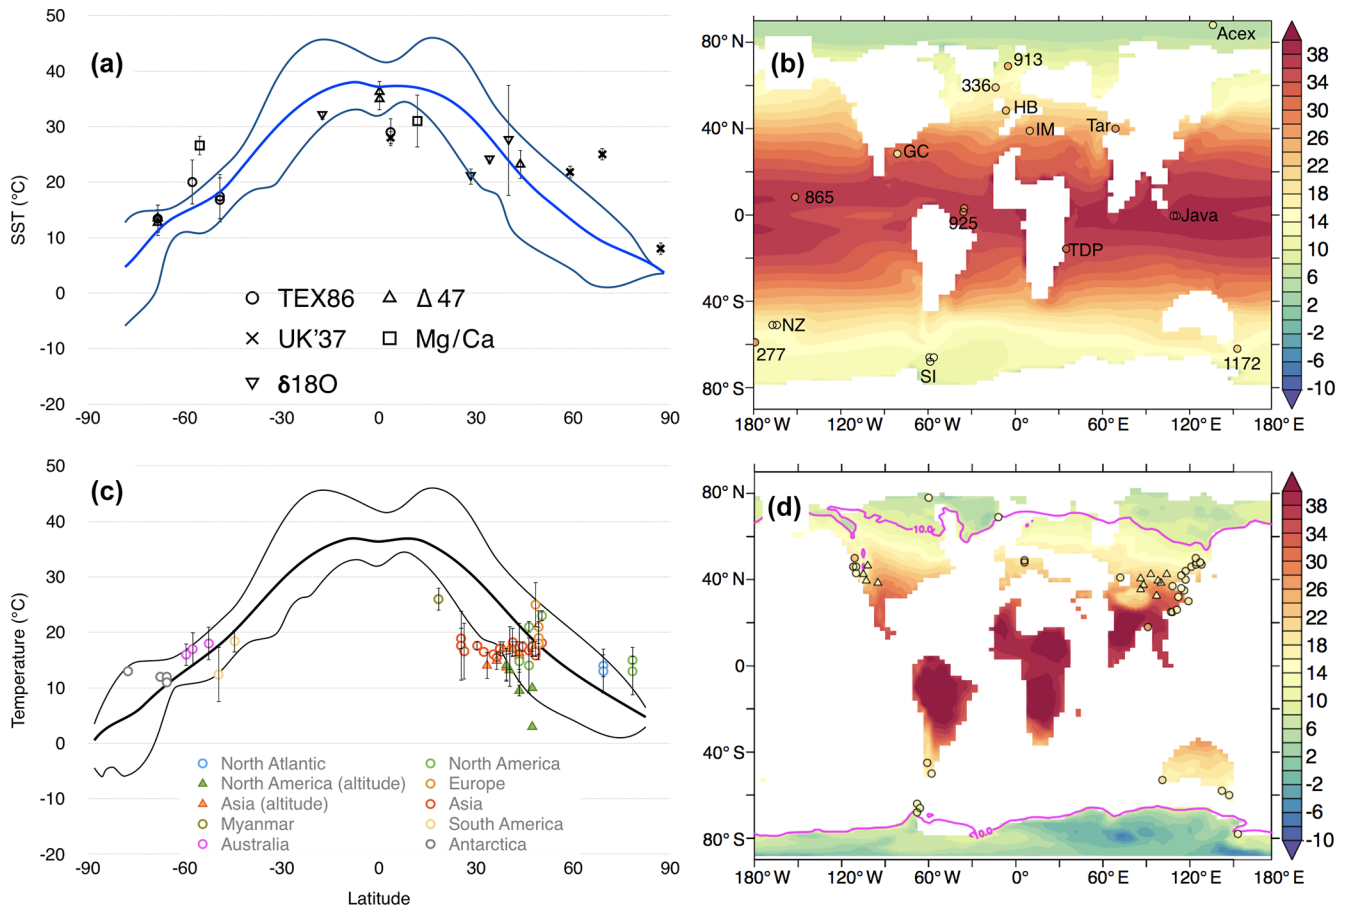 50
(a)
40
30
SST (°C)
20
10
0
-10
-20
TEX86
Δ 47
UK'37
Mg/Ca
δ18O
-90
-60
-30
0
30
60
90
(b)
Acex
80° N
913
336
HB
40° N
IM
Tar
GC
865
0
925
Java
TDP
40° S
NZ
277
1172
SI
80° S
180° W
120° W
60° W
0°
60° E
120° E
180° E
38
34
30
26
22
18
14
10
6
2
-2
-6
-10
50
(c)
40
30
Temperature (°C)
20
10
0
-10
-20
North Atlantic
North America
North America (altitude)
Europe
Asia (altitude)
Asia
Myanmar
South America
Australia
Antarctica
-90
-60
-30
0
30
60
90
Latitude
(d)
80° N
10.0
40° N
0
40° S
10.0
80° S
180° W
120° W
60° W
0°
60° E
120° E
180° E
38
34
30
26
22
18
14
10
6
2
-2
-6
-10